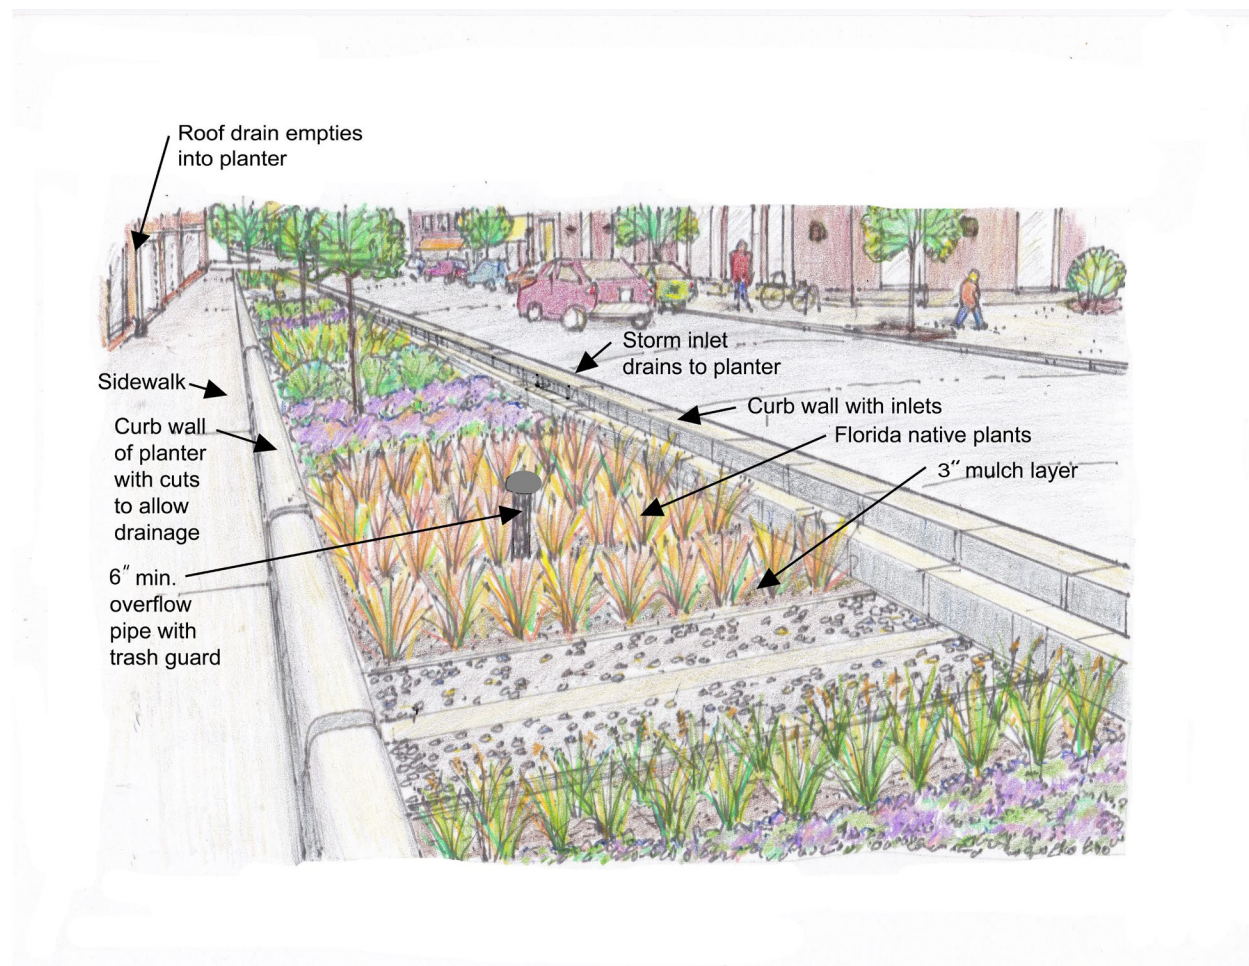 Roof drain empties
into planter
Storm inlet
drains to planter
Sidewalk
Curb wall with inlets
Curb wall
of planter
with cuts
to allow
drainage
Florida native plants
3" mulch layer
6" min.
overflow
pipe with
trash guard